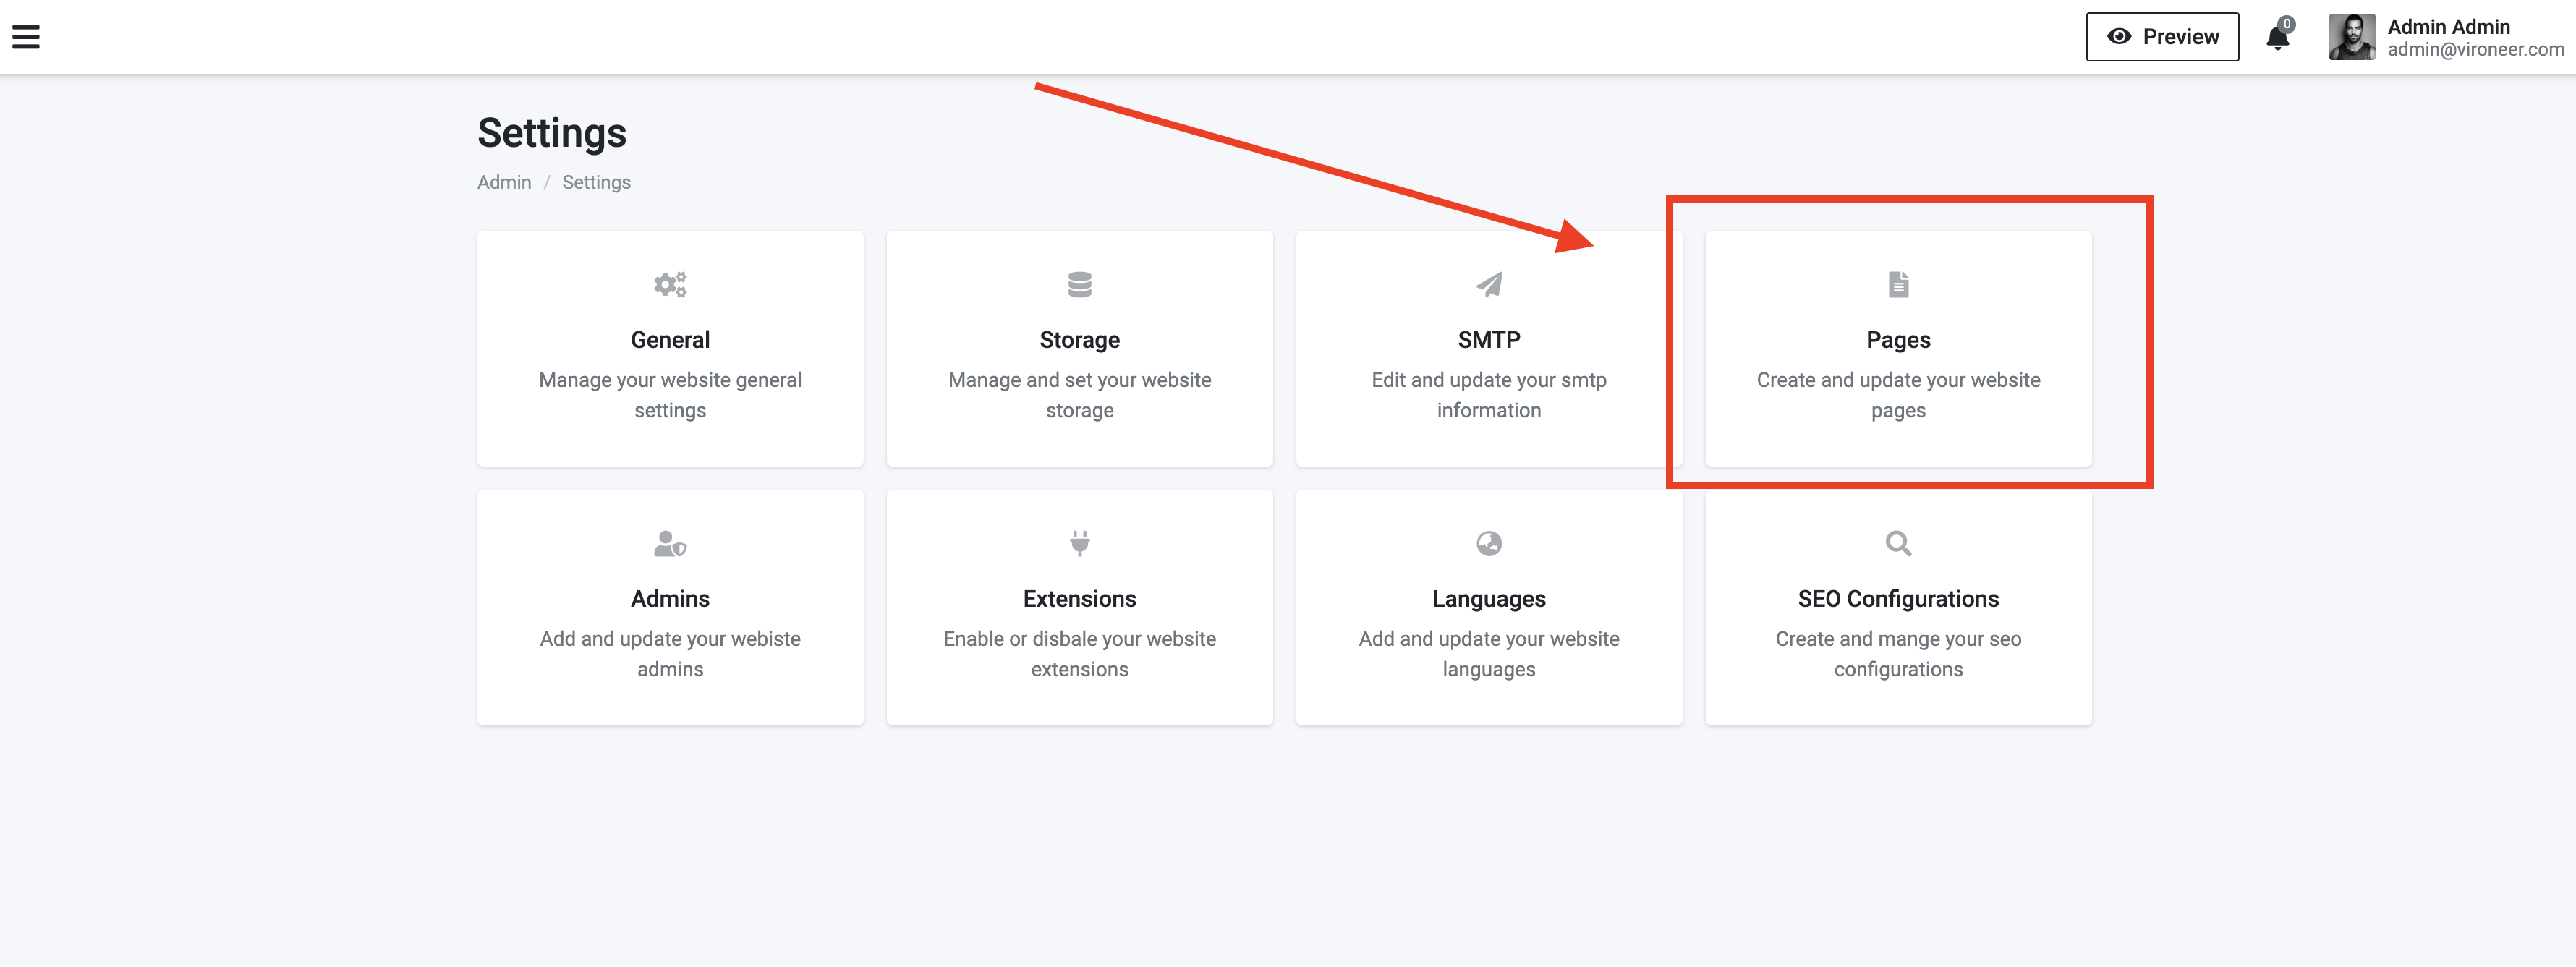 Preview
0
Admin Admin
admin@vironeer.com
Settings
Admin / Settings
General
Manage your website general
settings
Storage
Manage and set your website
storage
SMTP
Edit and update your smtp
information
Pages
Create and update your website
pages
Admins
Add and update your webiste
admins
Extensions
Enable or disbale your website
extensions
Languages
Add and update your website
languages
SEO Configurations
Create and mange your seo
configurations